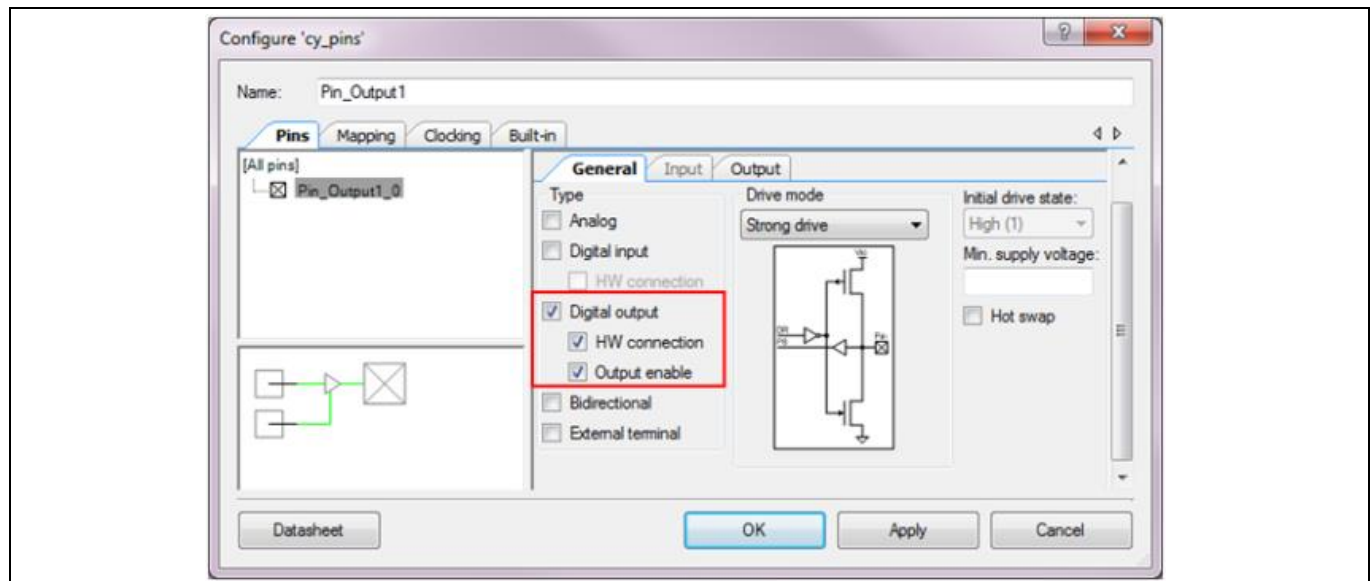 Configure 'cy_pins'
Name: Pin_Output1
Pins Mapping Clocking Built-in
[All pins]
Pin_Output1_0
General Input Output
Type
Analog
Digital input
HW connection
Digital output
HW connection
Output enable
Bidirectional
External terminal
Drive mode
Strong drive
Initial drive state:
High (1)
Min. supply voltage:
Hot swap
Datasheet OK Apply Cancel